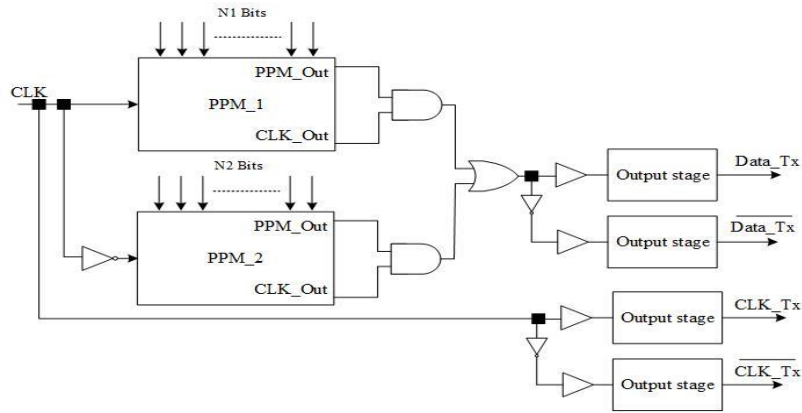 N1 Bits
PPM_Out
CLK
PPM_1
CLK_Out
N2 Bits
Output stage
Data_Tx
PPM_Out
Output stage
Data_Tx
PPM_2
CLK_Out
Output stage
CLK_Tx
Output stage
CLK_Tx